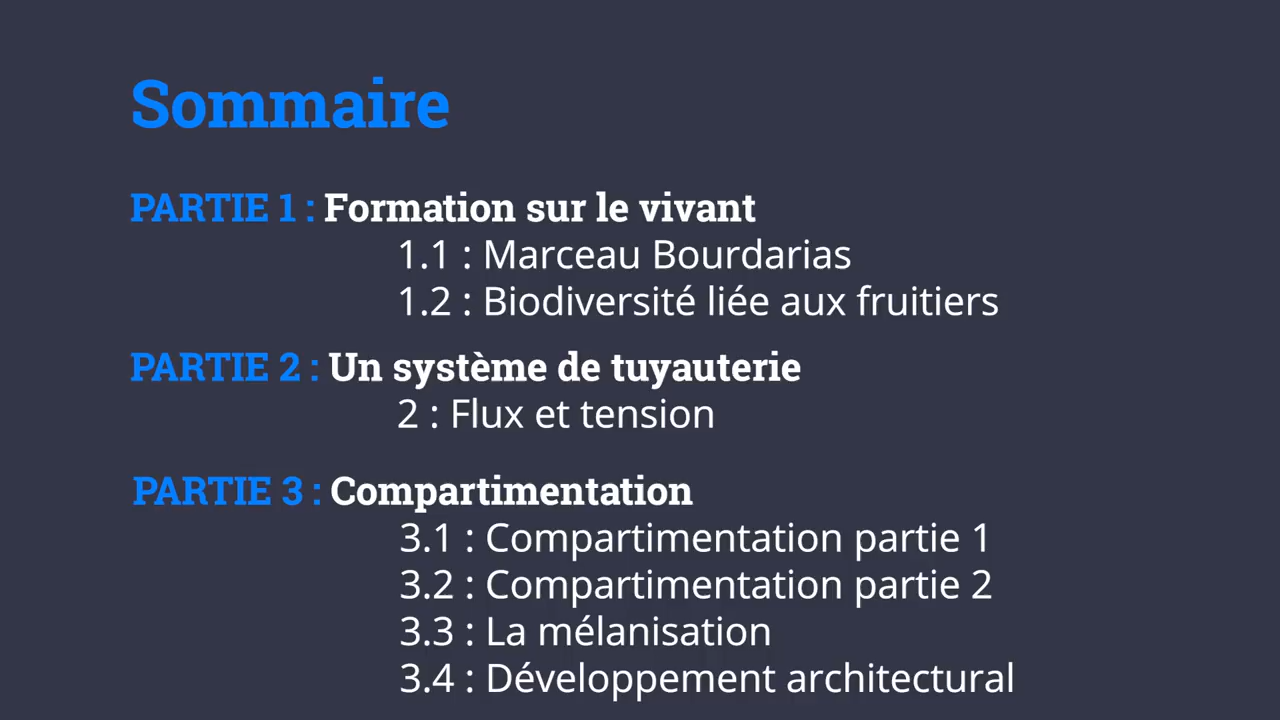 Sommaire
PARTIE 1 : Formation sur le vivant
1.1 : Marceau Bourdarias
1.2 : Biodiversité liée aux fruitiers
PARTIE 2 : Un système de tuyauterie
2 : Flux et tension
PARTIE 3 : Compartimentation
3.1 : Compartimentation partie 1
3.2 : Compartimentation partie 2
3.3 : La mélanisation
3.4 : Développement architectural